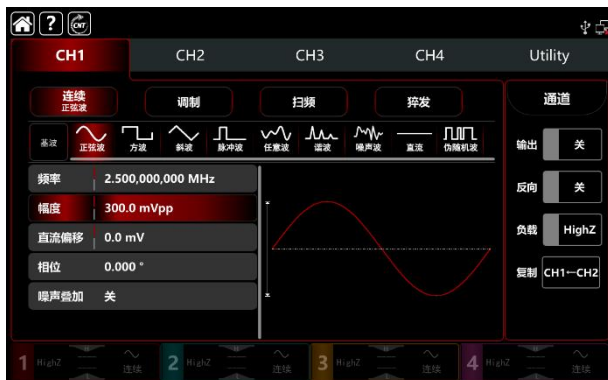 ? CNT
CH1 CH2 CH3 CH4 Utility
连续 正弦波 调制 扫频 猝发 通道
基波 正弦波 方波 斜波 脉冲波 任意波 谐波 噪声波 直流 伪随机波
输出 关
频率 2.500,000,000 MHz
反向 关
幅度 300.0 mVpp
负载 HighZ
直流偏移 0.0 mV
相位 0.000 °
复制 CH1←CH2
噪声叠加 关
1 HighZ 连续 2 HighZ 连续 3 HighZ 连续 4 HighZ 连续